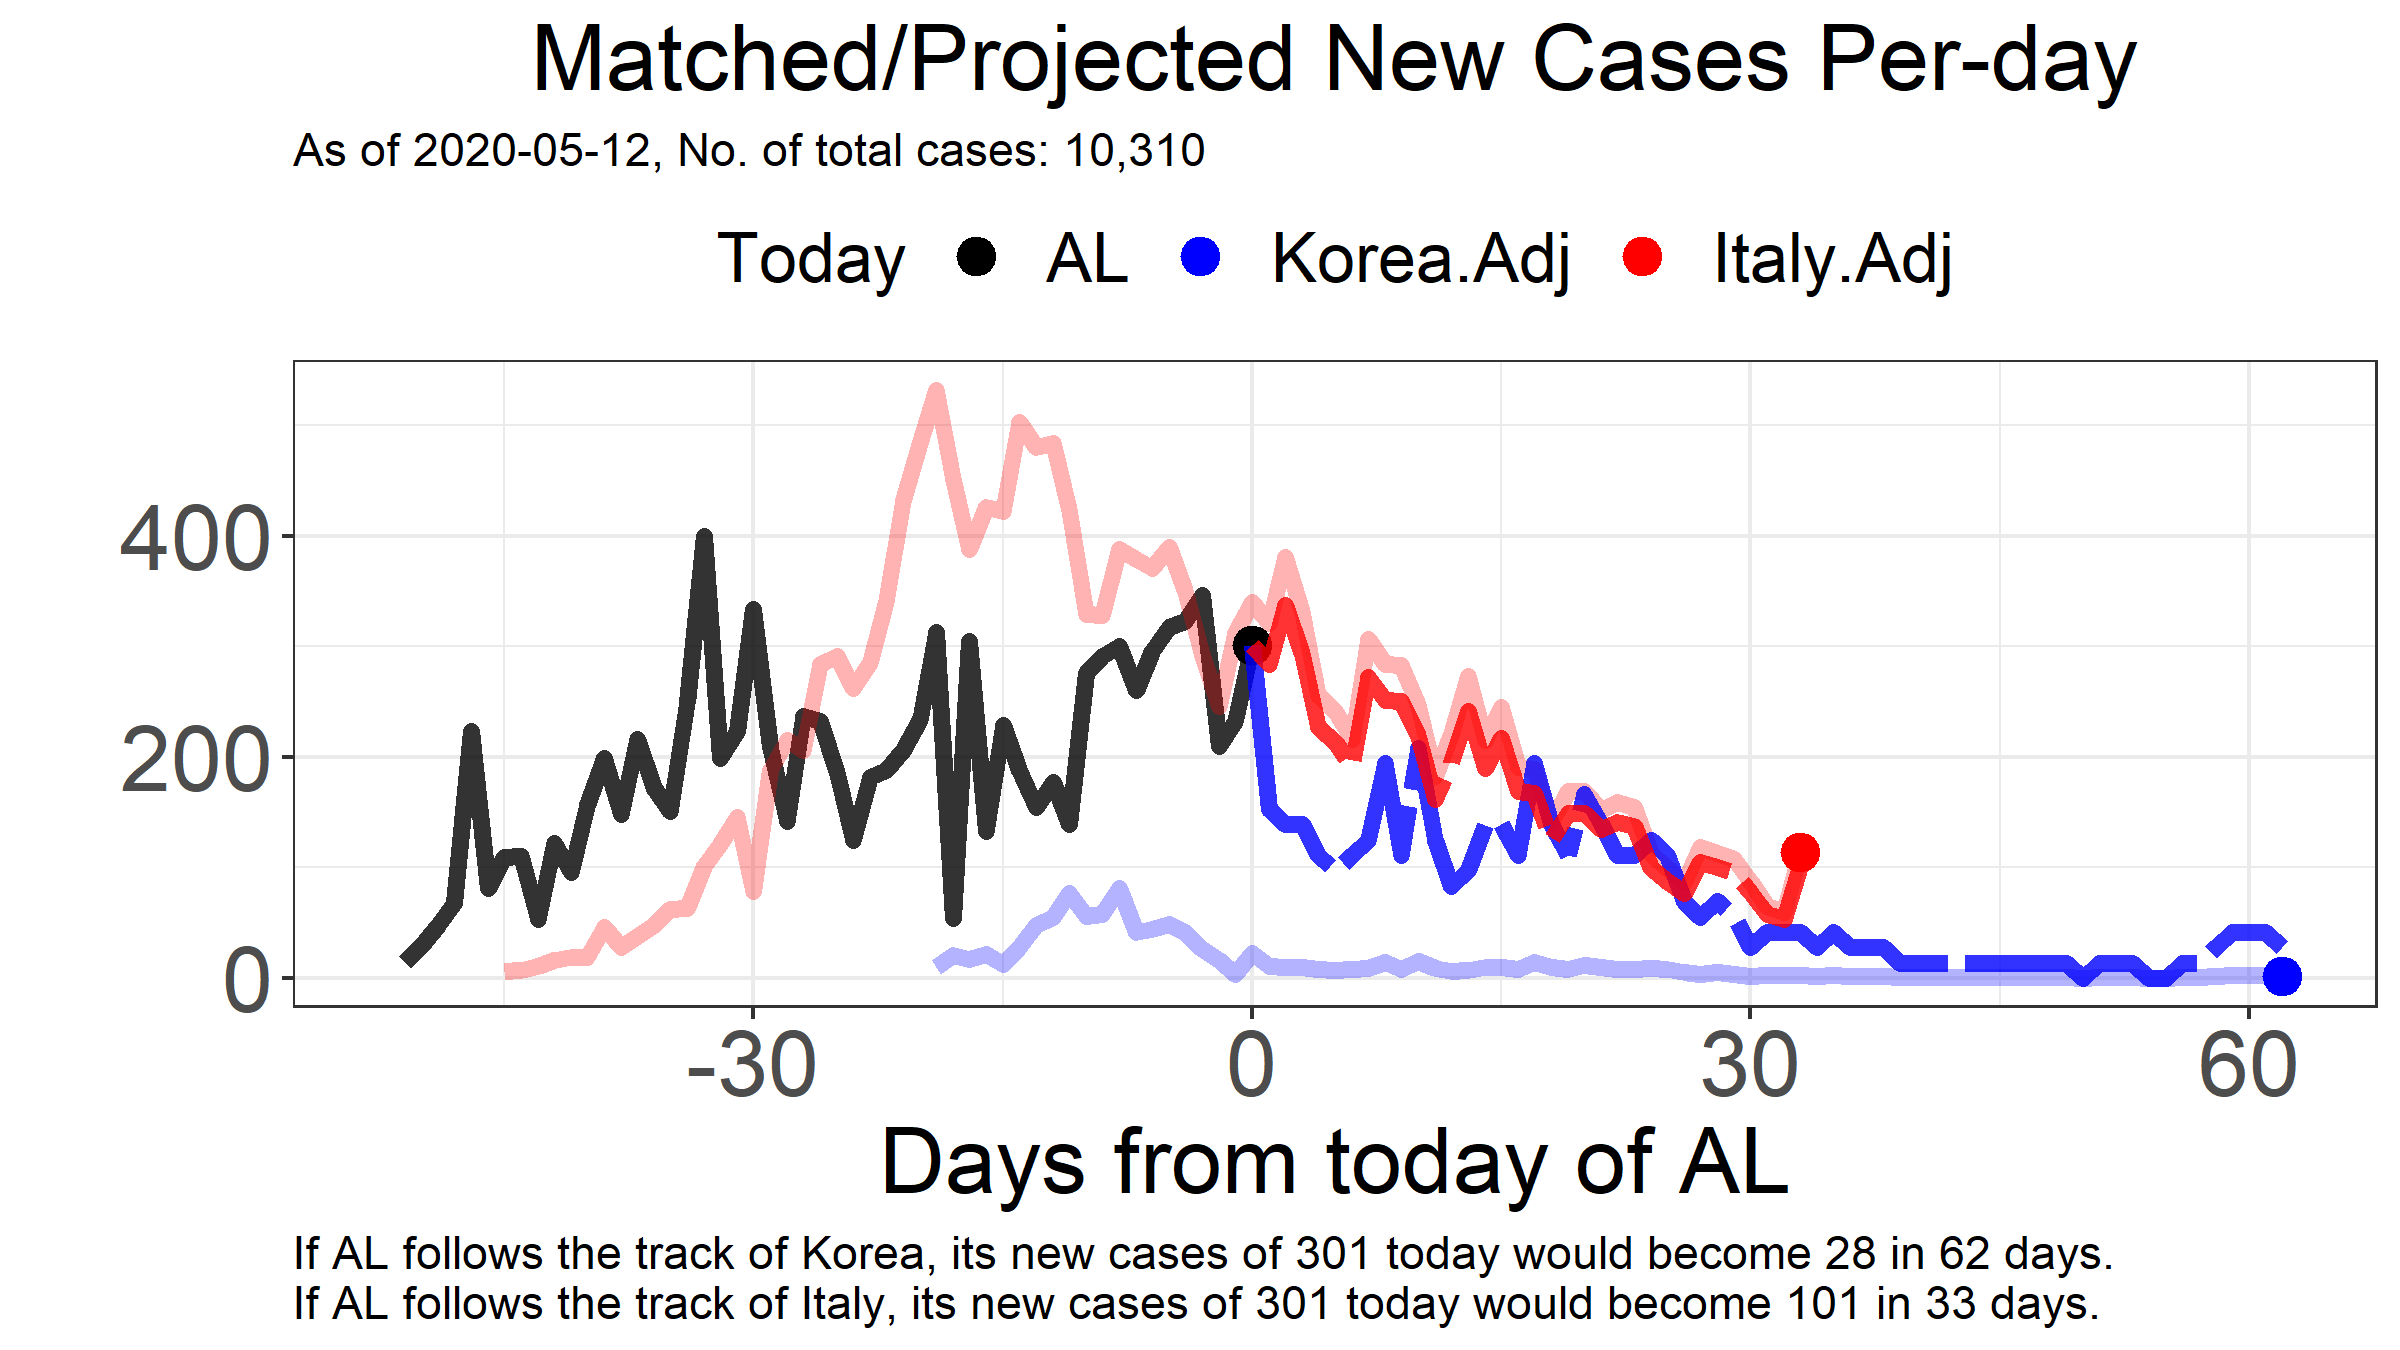 Matched/Projected New Cases Per-day
As of 2020-05-12, No. of total cases: 10,310
Today AL Korea.Adj Italy.Adj
400
200
0
-30 0 30 60
Days from today of AL
If AL follows the track of Korea, its new cases of 301 today would become 28 in 62 days.
If AL follows the track of Italy, its new cases of 301 today would become 101 in 33 days.